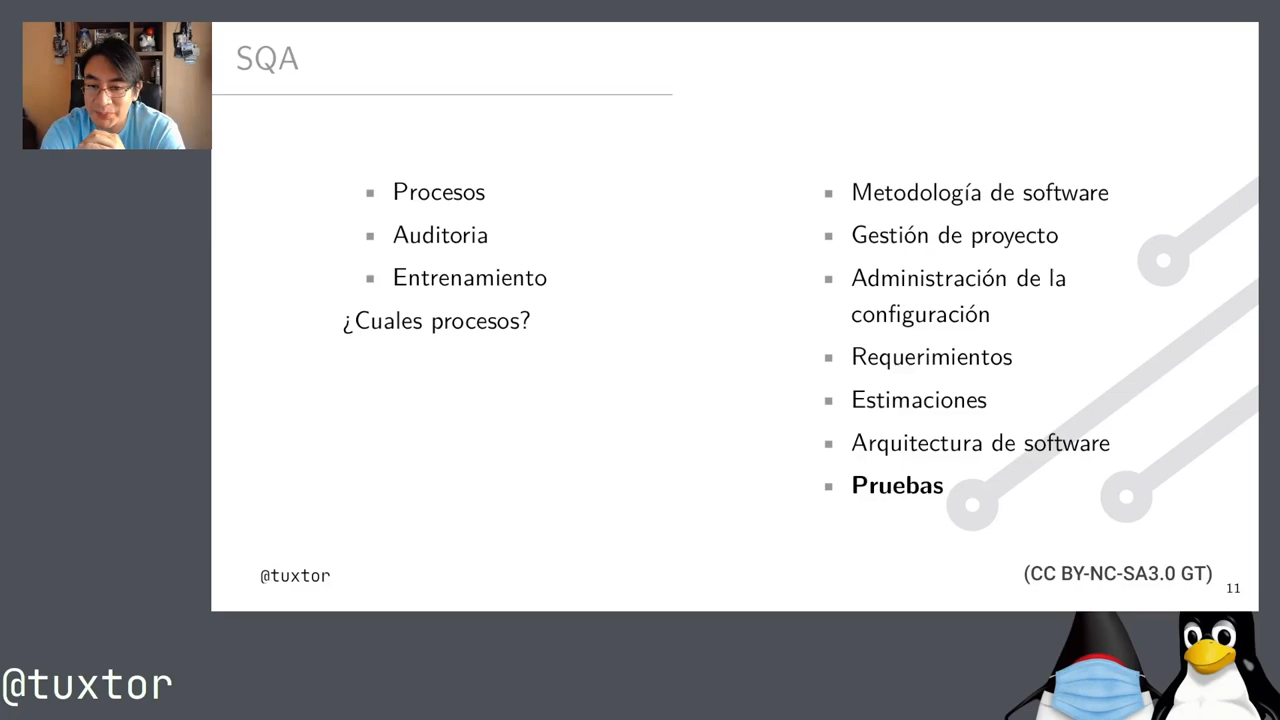 SQA
Procesos
Auditoria
Entrenamiento
¿Cuales procesos?
Metodología de software
Gestión de proyecto
Administración de la
configuración
Requerimientos
Estimaciones
Arquitectura de software
Pruebas
@tuxtor
(CC BY-NC-SA3.0 GT)
11
@tuxtor